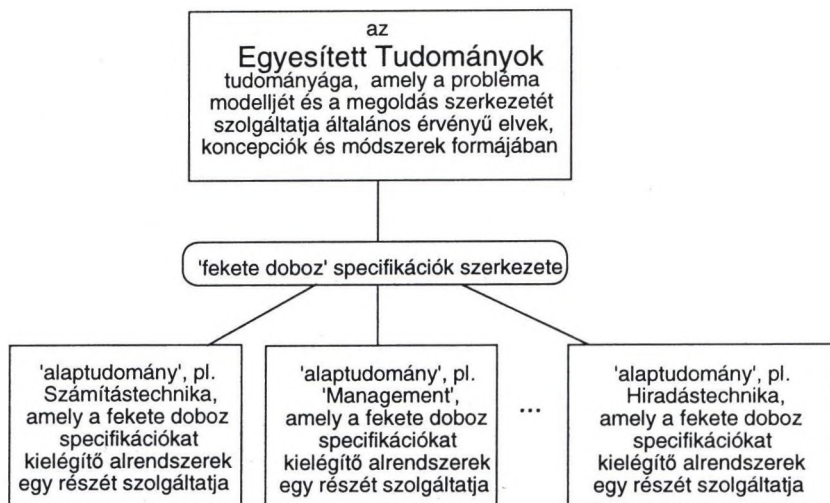 az
Egyesített Tudományok
tudományága, amely a probléma
modelljét és a megoldás szerkezetét
szolgáltatja általános érvényű elvek,
koncepciók és módszerek formájában
'fekete doboz' specifikációk szerkezete
'alaptudomány', pl.
Számítástechnika,
amely a fekete doboz
specifikációkat
kielégítő alrendszerek
egy részét szolgáltatja
'alaptudomány', pl.
'Management',
amely a fekete doboz
specifikációkat
kielégítő alrendszerek
egy részét szolgáltatja
...
'alaptudomány', pl.
Hiradástechnika,
amely a fekete doboz
specifikációkat
kielégítő alrendszerek
egy részét szolgáltatja